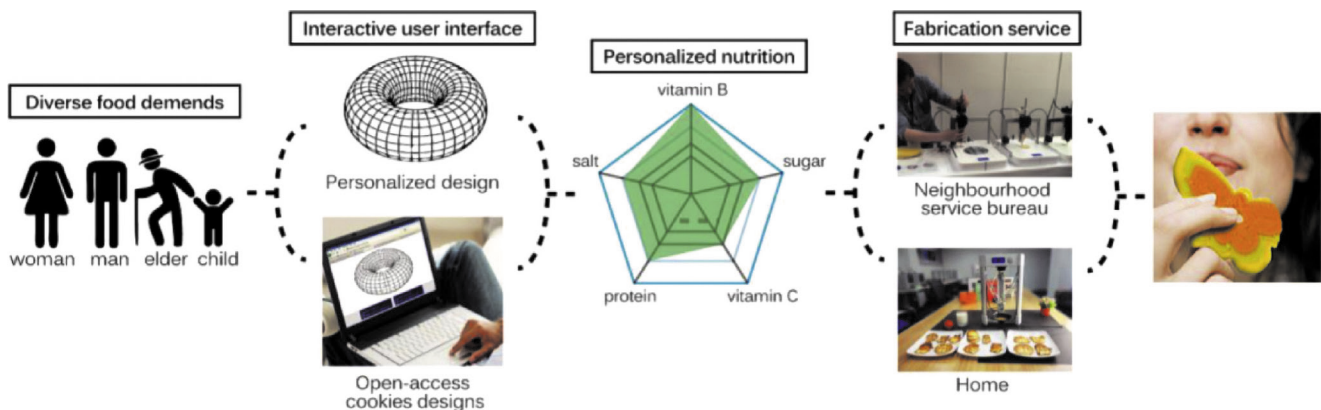 Diverse food demends
woman man elder child
Interactive user interface
Personalized design
Open-access
cookies designs
Personalized nutrition
vitamin B
salt
sugar
protein
vitamin C
Fabrication service
Neighbourhood
service bureau
Home